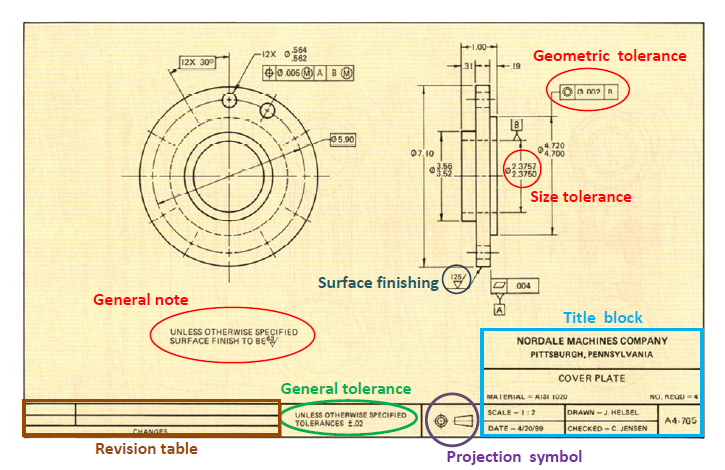 12X 30°
12X Ø.564
.562
⌖ Ø.006 Ⓜ A B Ⓜ
Ø5.90
1.00
.31
.19
Geometric tolerance
◎ Ø.002 B
B
Ø7.10
Ø3.56
3.52
Ø2.3757
2.3750
Ø4.720
4.700
Size tolerance
Surface finishing
125
⏥ .004
A
General note
UNLESS OTHERWISE SPECIFIED
SURFACE FINISH TO BE 63
Title block
NORDALE MACHINES COMPANY
PITTSBURGH, PENNSYLVANIA
COVER PLATE
MATERIAL – AISI 1020 NO. REQD – 4
SCALE – 1 : 2 DRAWN – J. HELSEL
DATE – 4/20/99 CHECKED – C. JENSEN
A4-765
General tolerance
UNLESS OTHERWISE SPECIFIED
TOLERANCES ±.02
CHANGES
Revision table
Projection symbol